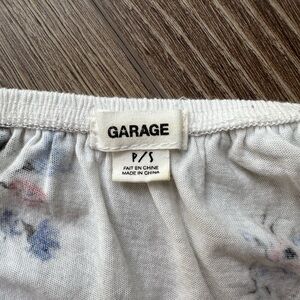 GARAGE
P/S
FAIT EN CHINE
MADE IN CHINA